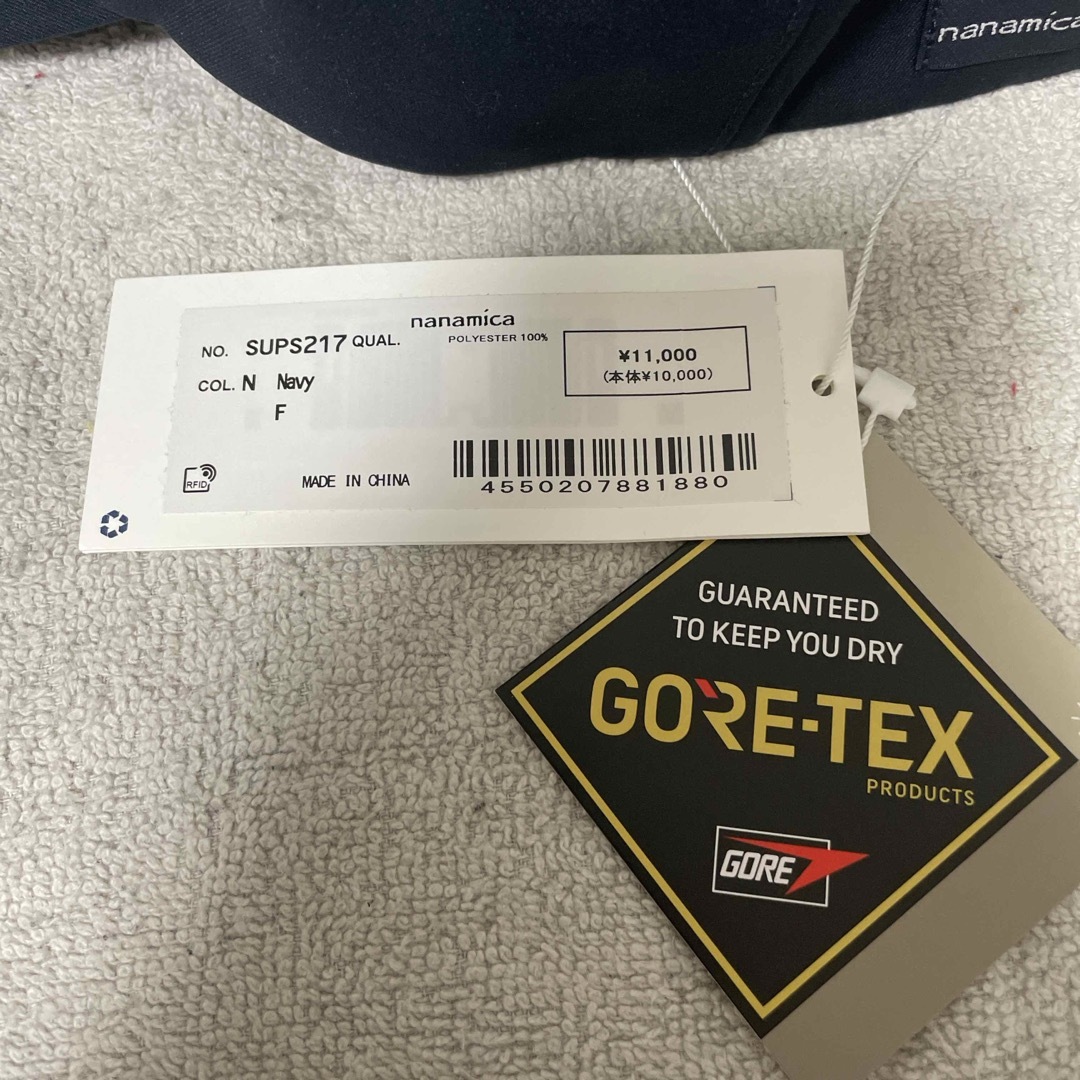 nanamica
nanamica
NO. SUPS217 QUAL. POLYESTER 100%
COL. N Navy
F
¥11,000
(本体¥10,000)
RFID
MADE IN CHINA
4550207881880
GUARANTEED
TO KEEP YOU DRY
GORE-TEX
PRODUCTS
GORE